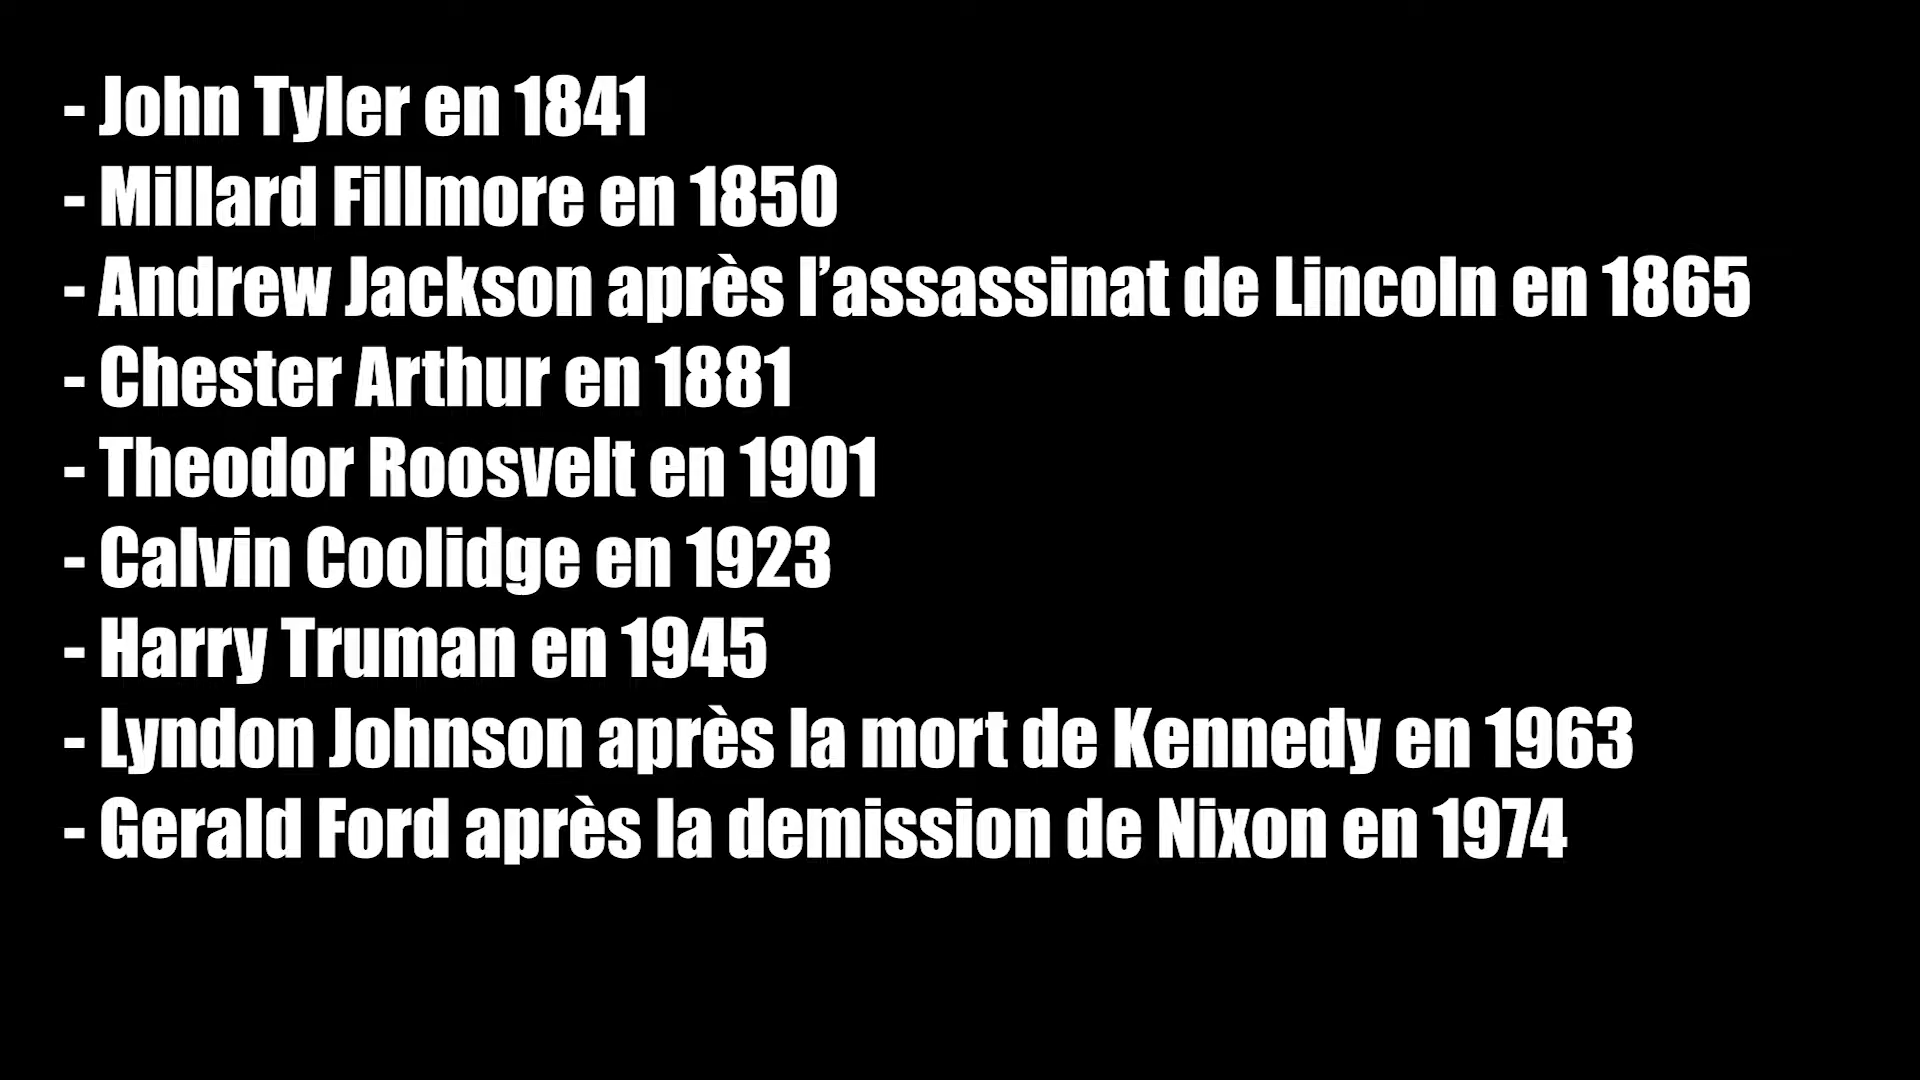 - John Tyler en 1841
- Millard Fillmore en 1850
- Andrew Jackson après l’assassinat de Lincoln en 1865
- Chester Arthur en 1881
- Theodor Roosvelt en 1901
- Calvin Coolidge en 1923
- Harry Truman en 1945
- Lyndon Johnson après la mort de Kennedy en 1963
- Gerald Ford après la demission de Nixon en 1974